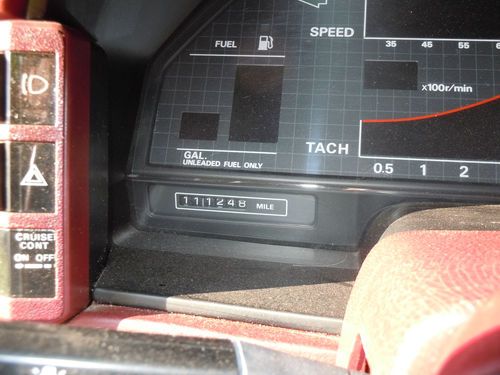 FUEL
SPEED
35 45 55
x100r/min
TACH
0.5 1 2
GAL.
UNLEADED FUEL ONLY
111248 MILE
CRUISE
CONT
ON OFF